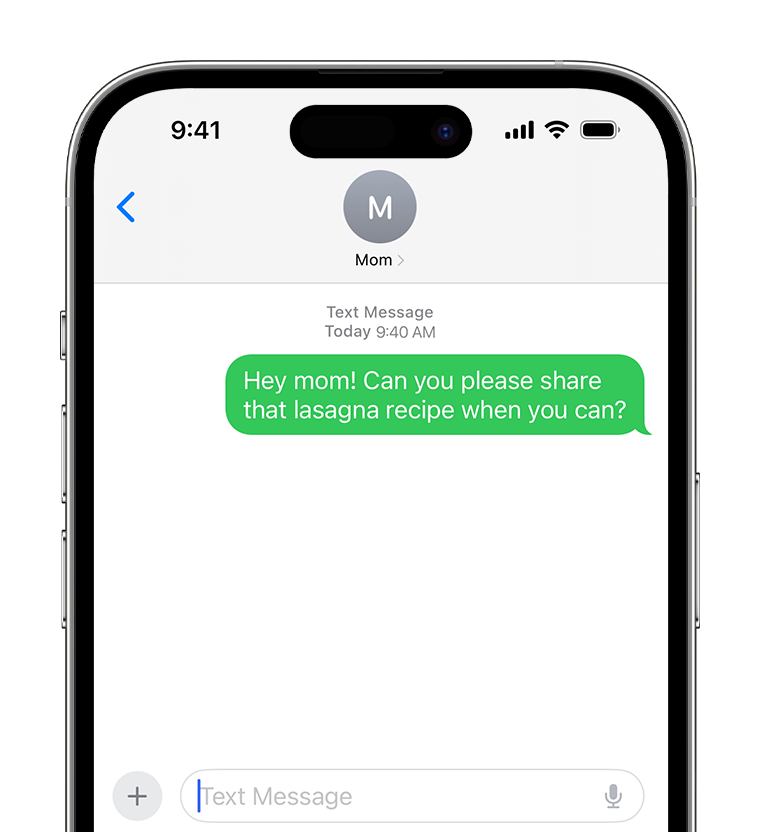 9:41
M
Mom
Text Message
Today 9:40 AM
Hey mom! Can you please share
that lasagna recipe when you can?
Text Message